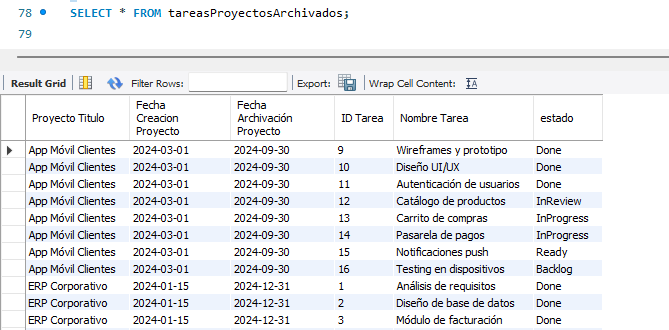 78 SELECT * FROM tareasProyectosArchivados;
79
Result Grid Filter Rows: Export: Wrap Cell Content:
Proyecto Titulo Fecha Creacion Proyecto Fecha Archivación Proyecto ID Tarea Nombre Tarea estado
App Móvil Clientes 2024-03-01 2024-09-30 9 Wireframes y prototipo Done
App Móvil Clientes 2024-03-01 2024-09-30 10 Diseño UI/UX Done
App Móvil Clientes 2024-03-01 2024-09-30 11 Autenticación de usuarios Done
App Móvil Clientes 2024-03-01 2024-09-30 12 Catálogo de productos InReview
App Móvil Clientes 2024-03-01 2024-09-30 13 Carrito de compras InProgress
App Móvil Clientes 2024-03-01 2024-09-30 14 Pasarela de pagos InProgress
App Móvil Clientes 2024-03-01 2024-09-30 15 Notificaciones push Ready
App Móvil Clientes 2024-03-01 2024-09-30 16 Testing en dispositivos Backlog
ERP Corporativo 2024-01-15 2024-12-31 1 Análisis de requisitos Done
ERP Corporativo 2024-01-15 2024-12-31 2 Diseño de base de datos Done
ERP Corporativo 2024-01-15 2024-12-31 3 Módulo de facturación Done